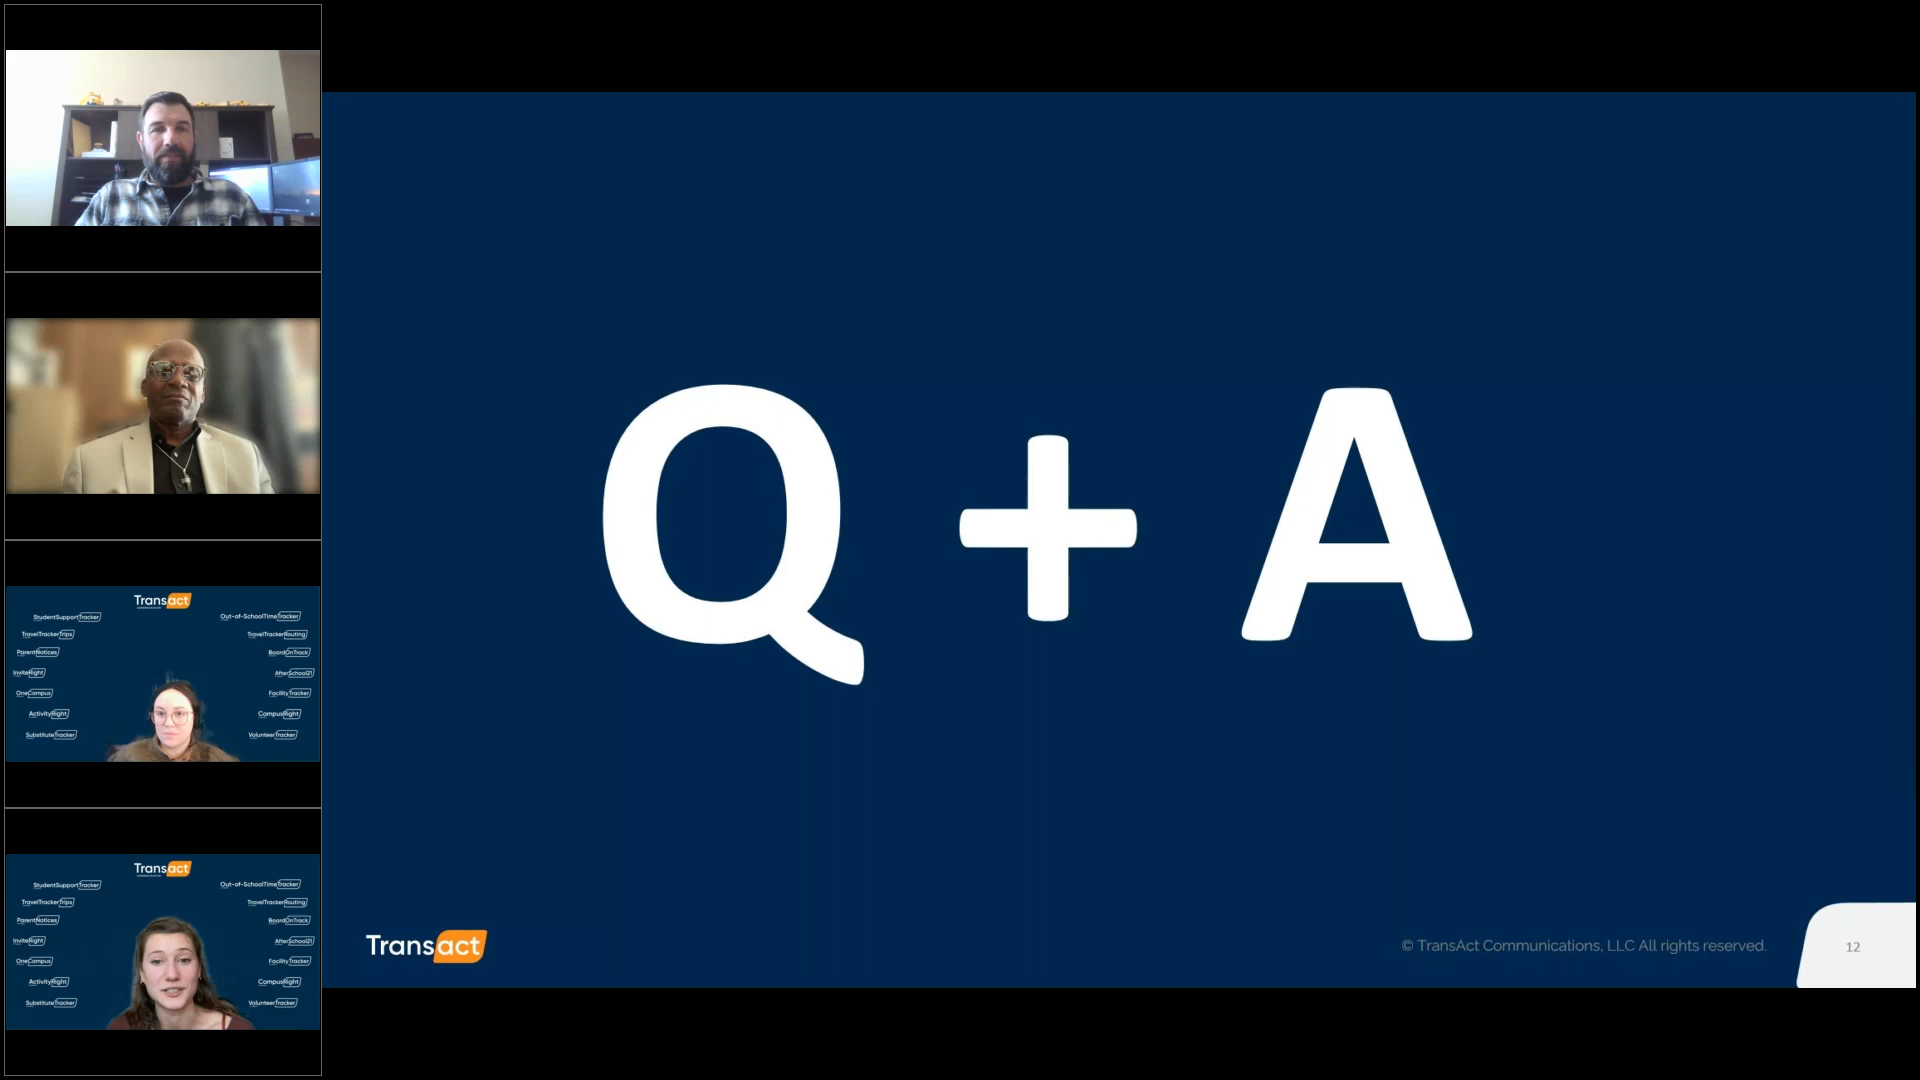 Q + A
Transact
© TransAct Communications, LLC All rights reserved.
12
Transact
StudentSupportTracker
Out-of-SchoolTimeTracker
TravelTrackerTrips
TravelTrackerRouting
ParentNotices
BoardOnTrack
InviteRight
AfterSchool21
OneCampus
FacilityTracker
ActivityRight
CampusRight
SubstituteTracker
VolunteerTracker
Transact
StudentSupportTracker
Out-of-SchoolTimeTracker
TravelTrackerTrips
TravelTrackerRouting
ParentNotices
BoardOnTrack
InviteRight
AfterSchool21
OneCampus
FacilityTracker
ActivityRight
CampusRight
SubstituteTracker
VolunteerTracker